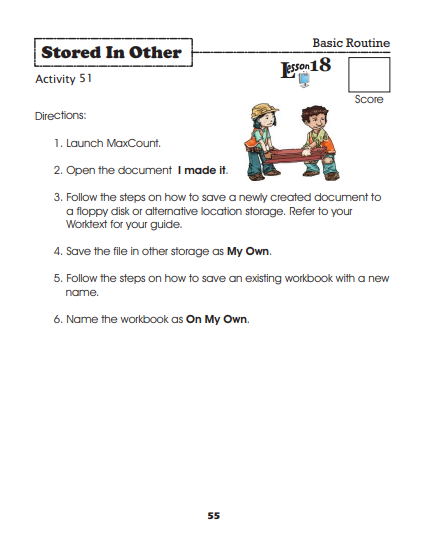 Basic Routine
Stored In Other
Lesson 18
Activity 51
Score
Directions:
1. Launch MaxCount.
2. Open the document I made it.
3. Follow the steps on how to save a newly created document to
a floppy disk or alternative location storage. Refer to your
Worktext for your guide.
4. Save the file in other storage as My Own.
5. Follow the steps on how to save an existing workbook with a new
name.
6. Name the workbook as On My Own.
55